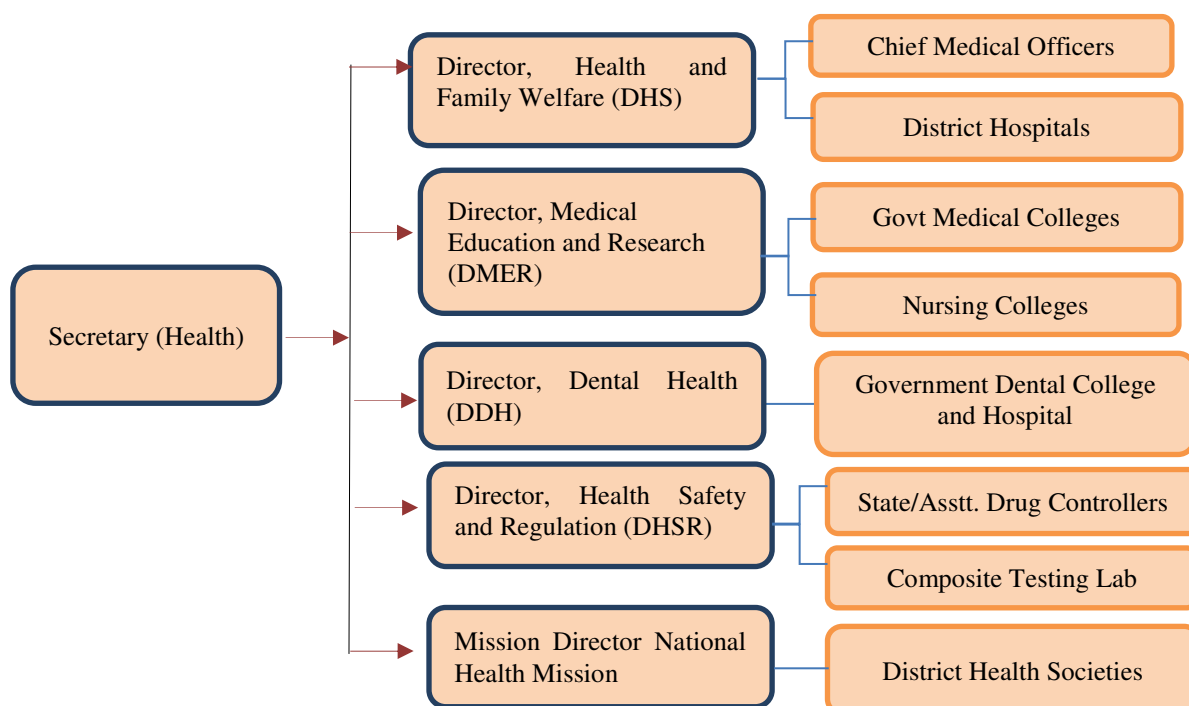 Secretary (Health)
Director, Health and
Family Welfare (DHS)
Chief Medical Officers
District Hospitals
Director, Medical
Education and Research
(DMER)
Govt Medical Colleges
Nursing Colleges
Director, Dental Health
(DDH)
Government Dental College
and Hospital
Director, Health Safety
and Regulation (DHSR)
State/Asstt. Drug Controllers
Composite Testing Lab
Mission Director National
Health Mission
District Health Societies